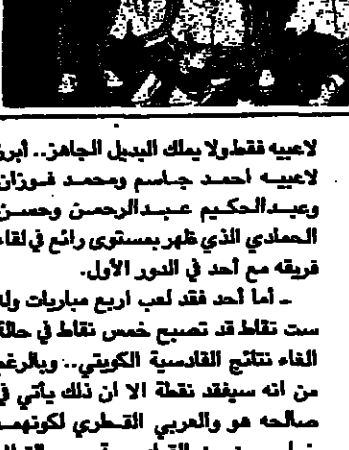 لاعبيه فقط ولا يملك البديل الجاهز.. أبرز
لاعبيه أحمد جاسم ومحمد فوزان
وعبدالحكيم عبدالرحمن وحسن
الحمادي الذي ظهر بمستوى رائع في لقاء
فريقه مع أحد في الدور الأول.
ـ أما أحد فقد لعب اربع مباريات وله
ست نقاط قد تصبح خمس نقاط في حالة
الغاء نتائج القادسية الكويتي.. وبالرغم
من انه سيفقد نقطة الا ان ذلك يأتي في
صالحه هو والعربي القطري لكونهما